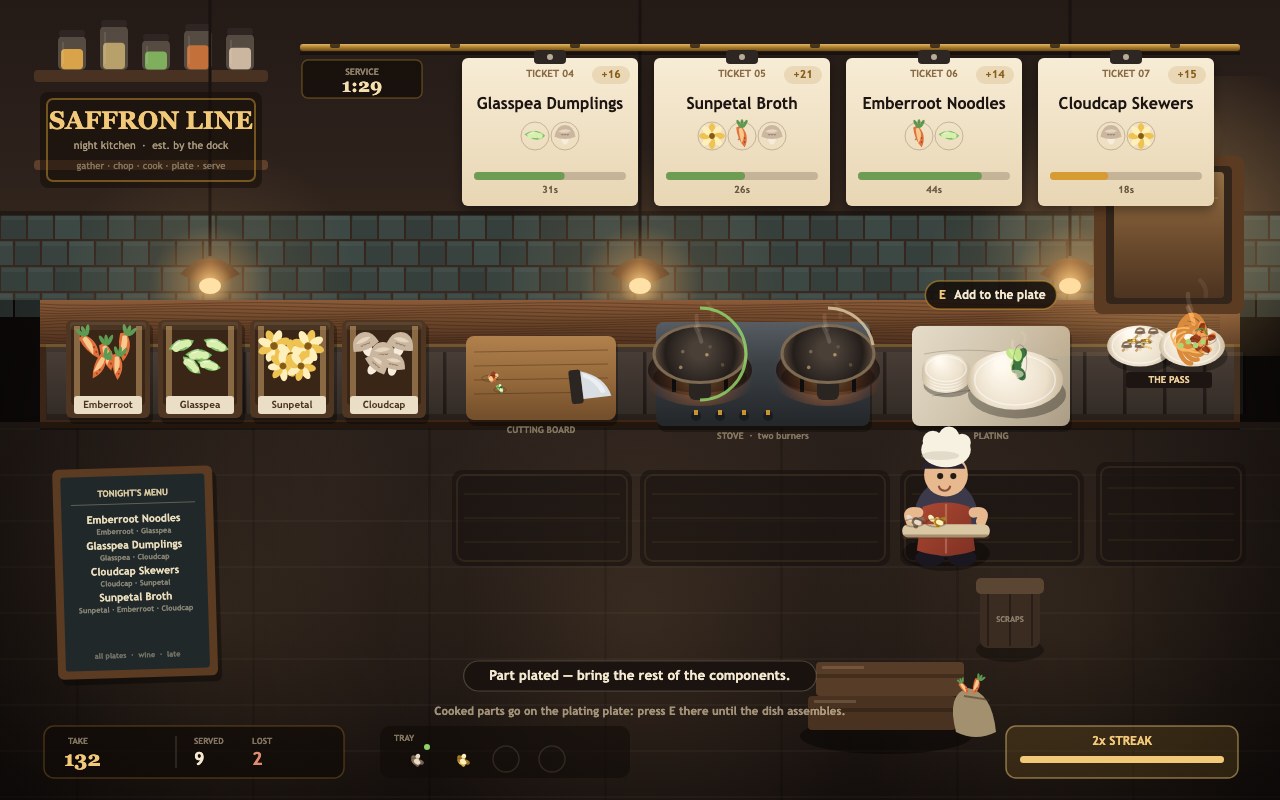 SERVICE
1:29
TICKET 04
+16
Glasspea Dumplings
31s
TICKET 05
+21
Sunpetal Broth
26s
TICKET 06
+14
Emberroot Noodles
44s
TICKET 07
+15
Cloudcap Skewers
18s
SAFFRON LINE
night kitchen · est. by the dock
gather · chop · cook · plate · serve
E Add to the plate
Emberroot
Glasspea
Sunpetal
Cloudcap
CUTTING BOARD
STOVE · two burners
PLATING
THE PASS
TONIGHT'S MENU
Emberroot Noodles
Emberroot · Glasspea
Glasspea Dumplings
Glasspea · Cloudcap
Cloudcap Skewers
Cloudcap · Sunpetal
Sunpetal Broth
Sunpetal · Emberroot · Cloudcap
all plates · wine · late
SCRAPS
Part plated — bring the rest of the components.
Cooked parts go on the plating plate: press E there until the dish assembles.
TAKE
132
SERVED
9
LOST
2
TRAY
2x STREAK